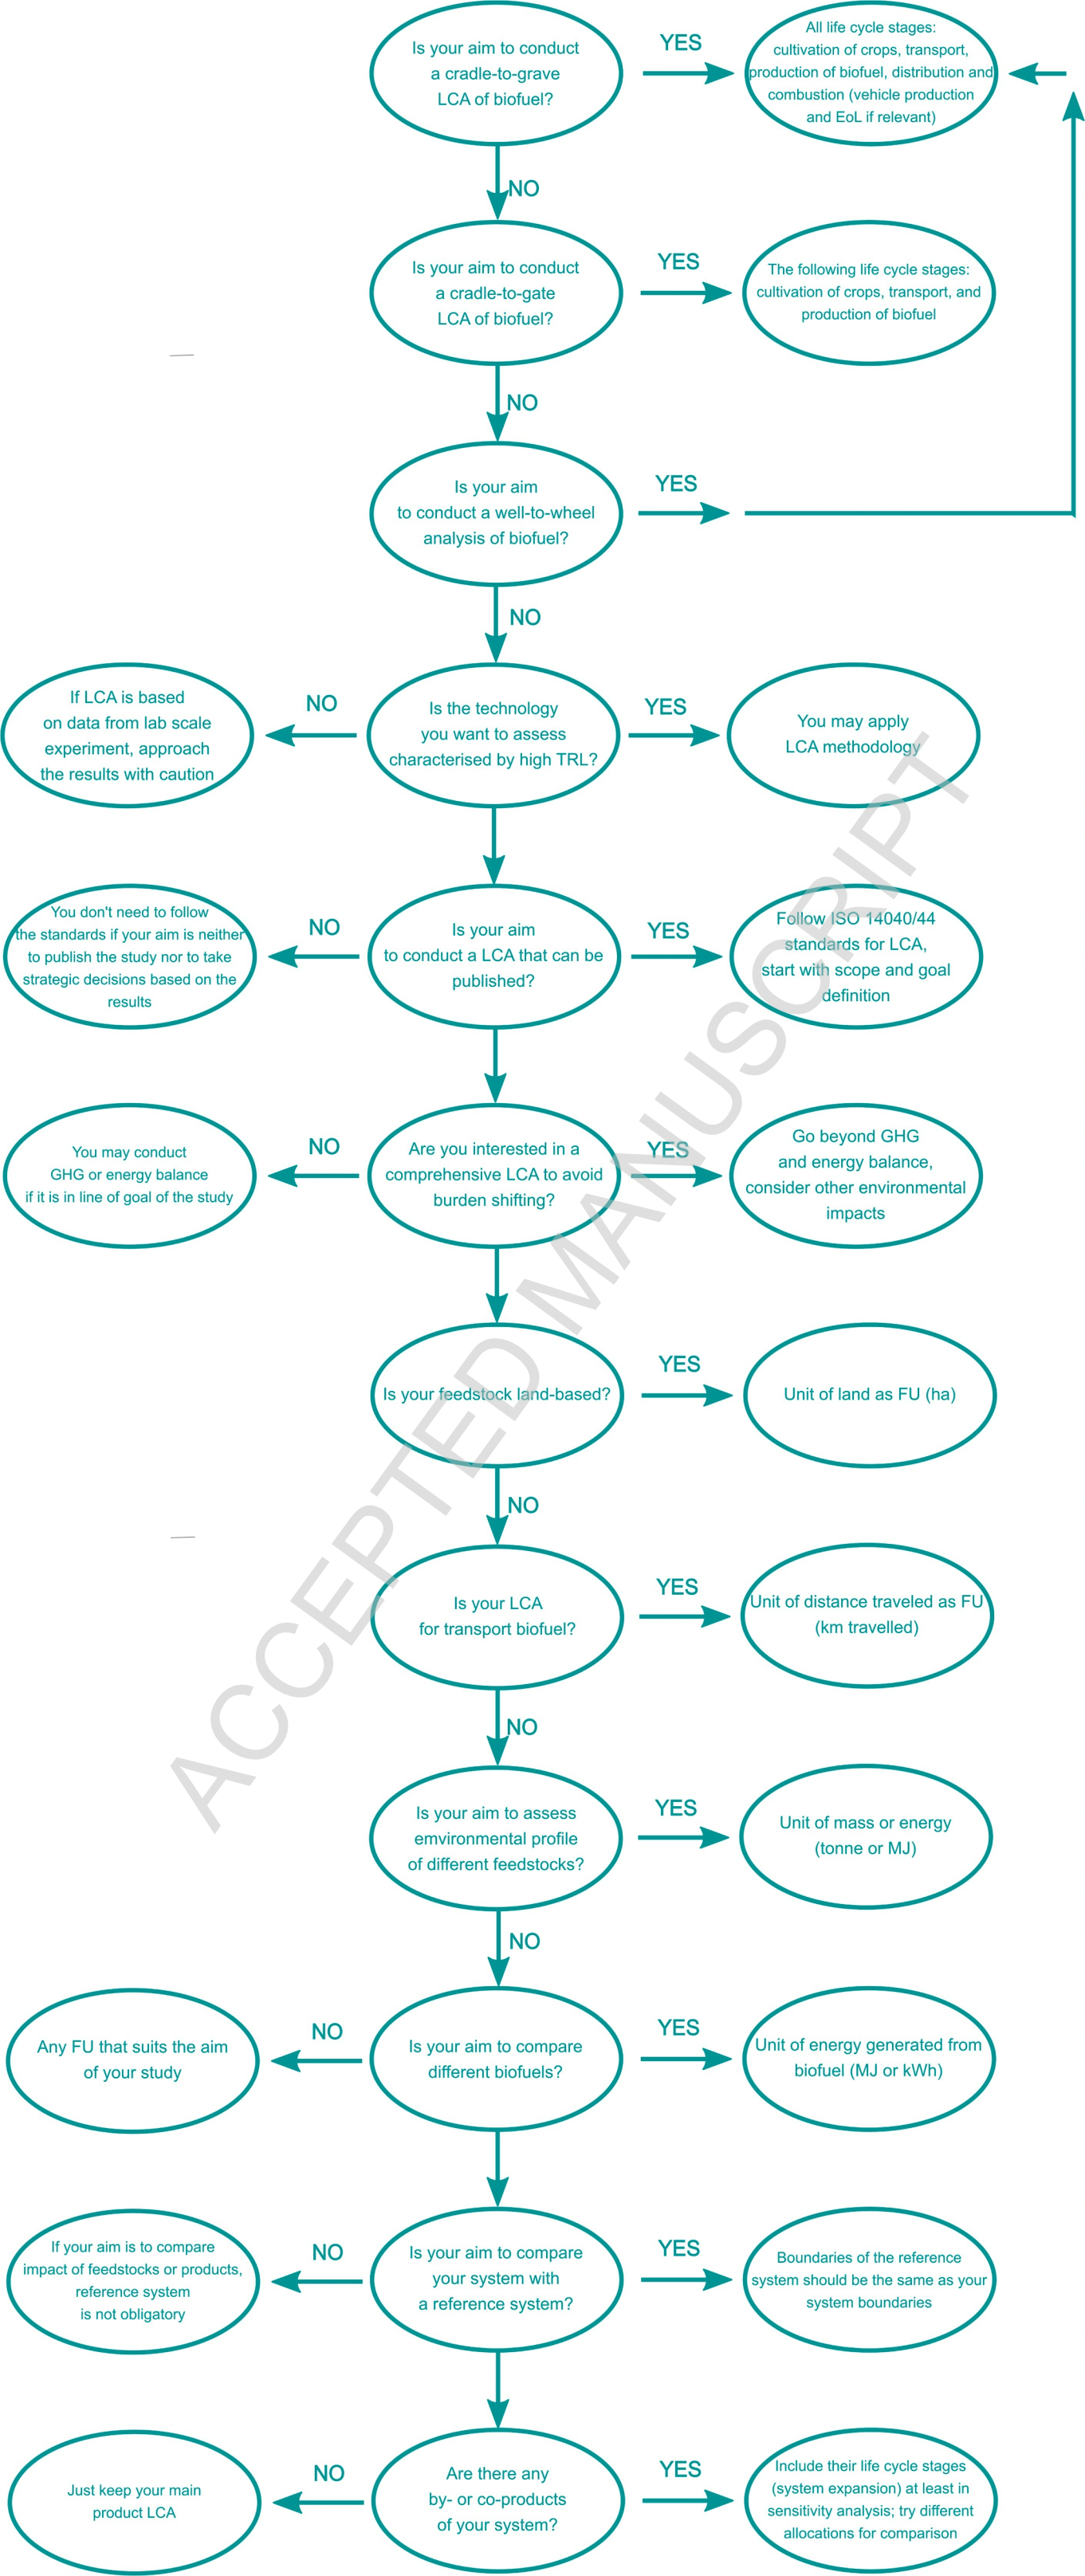 Is your aim to conduct
a cradle-to-grave
LCA of biofuel?
YES
All life cycle stages:
cultivation of crops, transport,
production of biofuel, distribution and
combustion (vehicle production
and EoL if relevant)
NO
Is your aim to conduct
a cradle-to-gate
LCA of biofuel?
YES
The following life cycle stages:
cultivation of crops, transport, and
production of biofuel
NO
Is your aim
to conduct a well-to-wheel
analysis of biofuel?
YES
NO
If LCA is based
on data from lab scale
experiment, approach
the results with caution
NO
Is the technology
you want to assess
characterised by high TRL?
YES
You may apply
LCA methodology
You don't need to follow
the standards if your aim is neither
to publish the study nor to take
strategic decisions based on the
results
NO
Is your aim
to conduct a LCA that can be
published?
YES
Follow ISO 14040/44
standards for LCA,
start with scope and goal
definition
You may conduct
GHG or energy balance
if it is in line of goal of the study
NO
Are you interested in a
comprehensive LCA to avoid
burden shifting?
YES
Go beyond GHG
and energy balance,
consider other environmental
impacts
Is your feedstock land-based?
YES
Unit of land as FU (ha)
NO
Is your LCA
for transport biofuel?
YES
Unit of distance traveled as FU
(km travelled)
NO
Is your aim to assess
emvironmental profile
of different feedstocks?
YES
Unit of mass or energy
(tonne or MJ)
NO
Any FU that suits the aim
of your study
NO
Is your aim to compare
different biofuels?
YES
Unit of energy generated from
biofuel (MJ or kWh)
If your aim is to compare
impact of feedstocks or products,
reference system
is not obligatory
NO
Is your aim to compare
your system with
a reference system?
YES
Boundaries of the reference
system should be the same as your
system boundaries
Just keep your main
product LCA
NO
Are there any
by- or co-products
of your system?
YES
Include their life cycle stages
(system expansion) at least in
sensitivity analysis; try different
allocations for comparison
ACCEPTED MANUSCRIPT